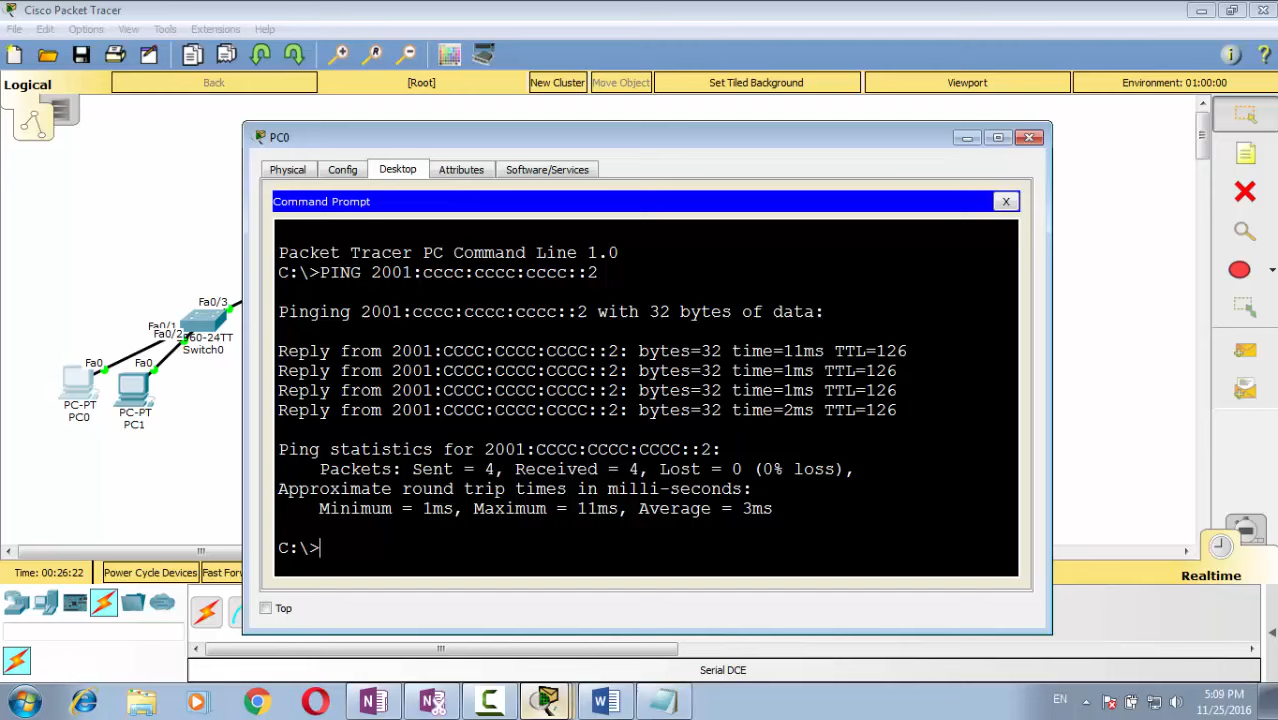 Cisco Packet Tracer
File Edit Options View Tools Extensions Help
Logical
Back
[Root]
New Cluster
Move Object
Set Tiled Background
Viewport
Environment: 01:00:00
PC0
Physical
Config
Desktop
Attributes
Software/Services
Command Prompt
X
Packet Tracer PC Command Line 1.0
C:\>PING 2001:cccc:cccc:cccc::2
Pinging 2001:cccc:cccc:cccc::2 with 32 bytes of data:
Reply from 2001:CCCC:CCCC:CCCC::2: bytes=32 time=11ms TTL=126
Reply from 2001:CCCC:CCCC:CCCC::2: bytes=32 time=1ms TTL=126
Reply from 2001:CCCC:CCCC:CCCC::2: bytes=32 time=1ms TTL=126
Reply from 2001:CCCC:CCCC:CCCC::2: bytes=32 time=2ms TTL=126
Ping statistics for 2001:CCCC:CCCC:CCCC::2:
Packets: Sent = 4, Received = 4, Lost = 0 (0% loss),
Approximate round trip times in milli-seconds:
Minimum = 1ms, Maximum = 11ms, Average = 3ms
C:\>
Top
Fa0/3
Fa0/1
Fa0/2
60-24TT
Switch0
Fa0
Fa0
PC-PT
PC0
PC-PT
PC1
Time: 00:26:22
Power Cycle Devices
Fast For
Realtime
Serial DCE
EN
5:09 PM
11/25/2016